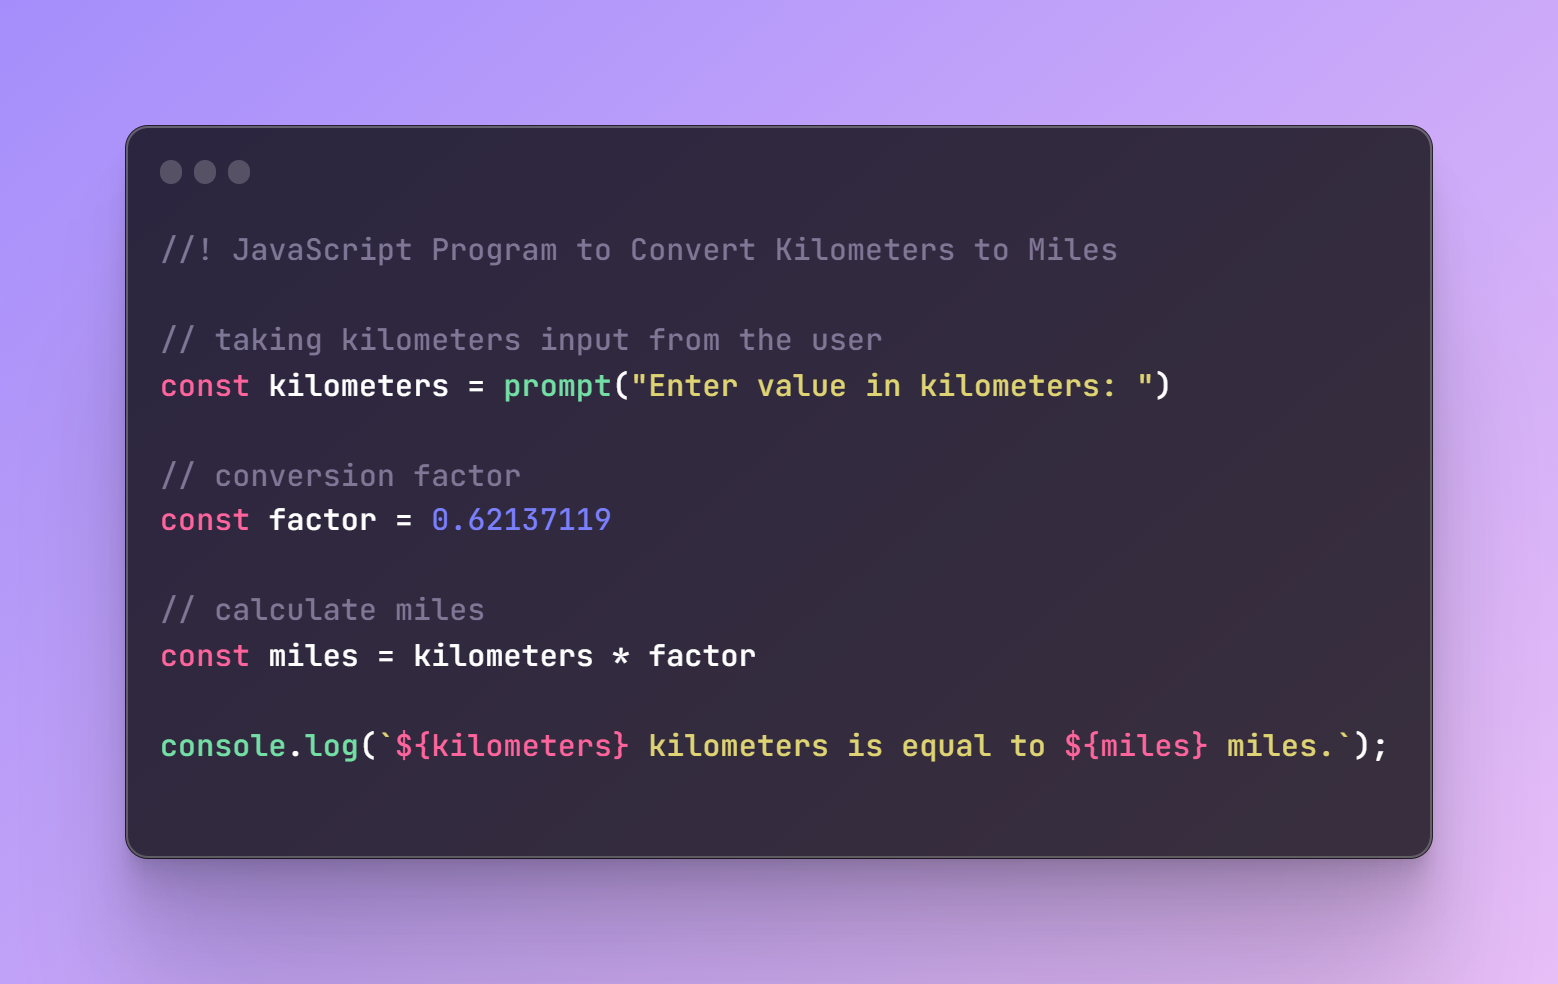 //! JavaScript Program to Convert Kilometers to Miles
// taking kilometers input from the user
const kilometers = prompt("Enter value in kilometers: ")
// conversion factor
const factor = 0.62137119
// calculate miles
const miles = kilometers * factor
console.log(`${kilometers} kilometers is equal to ${miles} miles.`);